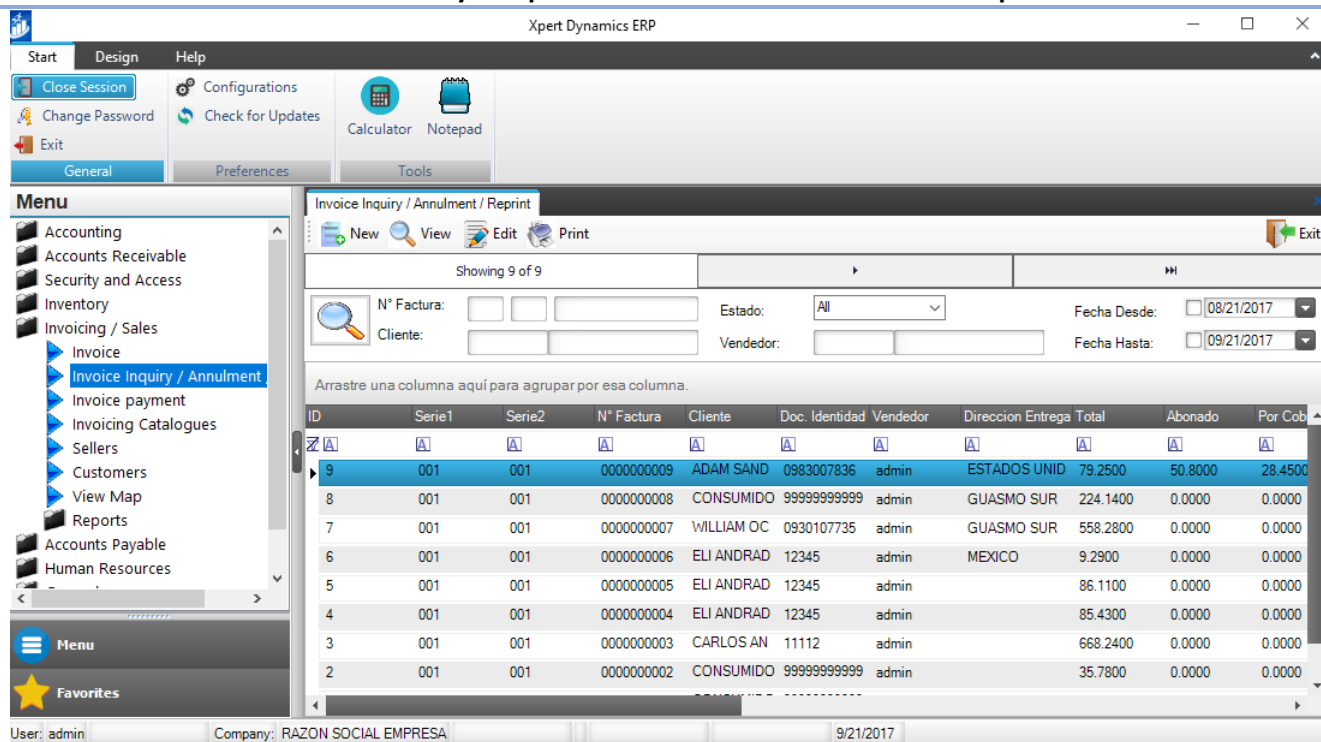 Xpert Dynamics ERP
Start Design Help
Close Session
Change Password
Exit
General
Configurations
Check for Updates
Preferences
Calculator Notepad
Tools
Menu
Accounting
Accounts Receivable
Security and Access
Inventory
Invoicing / Sales
Invoice
Invoice Inquiry / Annulment
Invoice payment
Invoicing Catalogues
Sellers
Customers
View Map
Reports
Accounts Payable
Human Resources
Menu
Favorites
Invoice Inquiry / Annulment / Reprint
New View Edit Print Exit
Showing 9 of 9
N° Factura: Estado: All Fecha Desde: 08/21/2017
Cliente: Vendedor: Fecha Hasta: 09/21/2017
Arrastre una columna aquí para agrupar por esa columna.
ID Serie1 Serie2 N° Factura Cliente Doc. Identidad Vendedor Direccion Entrega Total Abonado Por Cob
9 001 001 0000000009 ADAM SAND 0983007836 admin ESTADOS UNID 79.2500 50.8000 28.4500
8 001 001 0000000008 CONSUMIDO 99999999999 admin GUASMO SUR 224.1400 0.0000 0.0000
7 001 001 0000000007 WILLIAM OC 0930107735 admin GUASMO SUR 558.2800 0.0000 0.0000
6 001 001 0000000006 ELI ANDRAD 12345 admin MEXICO 9.2900 0.0000 0.0000
5 001 001 0000000005 ELI ANDRAD 12345 admin 86.1100 0.0000 0.0000
4 001 001 0000000004 ELI ANDRAD 12345 admin 85.4300 0.0000 0.0000
3 001 001 0000000003 CARLOS AN 11112 admin 668.2400 0.0000 0.0000
2 001 001 0000000002 CONSUMIDO 99999999999 admin 35.7800 0.0000 0.0000
User: admin Company: RAZON SOCIAL EMPRESA 9/21/2017